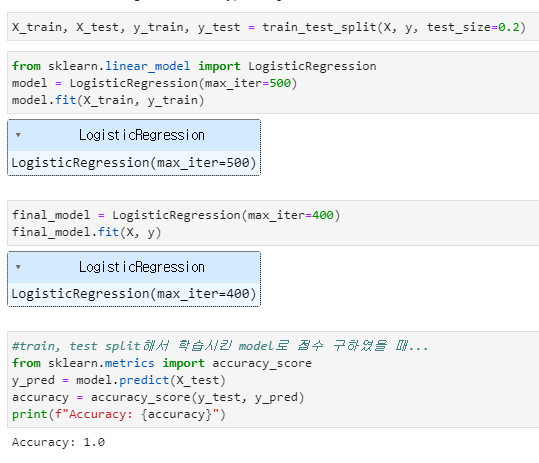 X_train, X_test, y_train, y_test = train_test_split(X, y, test_size=0.2)
from sklearn.linear_model import LogisticRegression
model = LogisticRegression(max_iter=500)
model.fit(X_train, y_train)
▾ LogisticRegression
LogisticRegression(max_iter=500)
final_model = LogisticRegression(max_iter=400)
final_model.fit(X, y)
▾ LogisticRegression
LogisticRegression(max_iter=400)
#train, test split해서 학습시킨 model로 점수 구하였을 때...
from sklearn.metrics import accuracy_score
y_pred = model.predict(X_test)
accuracy = accuracy_score(y_test, y_pred)
print(f"Accuracy: {accuracy}")
Accuracy: 1.0